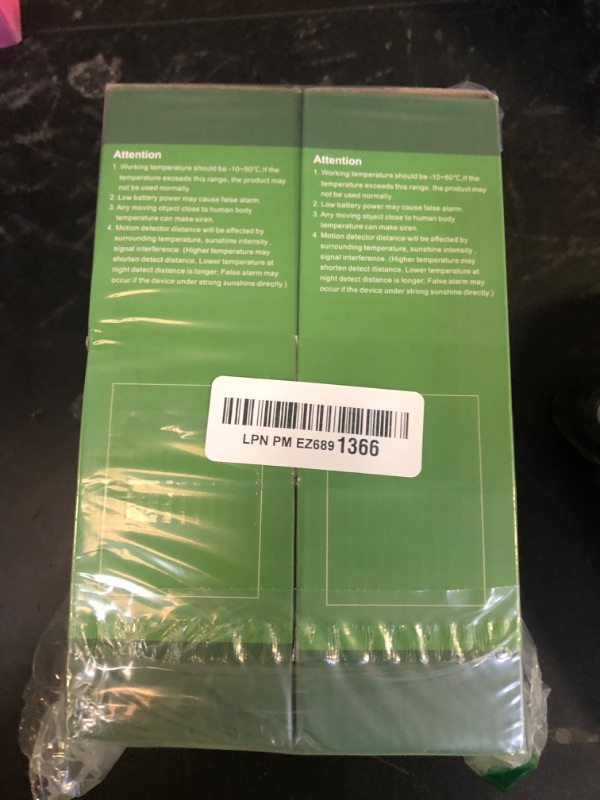 Attention
1. Working temperature should be -10~50℃,If the
temperature exceeds this range, the product may
not be used normally.
2. Low battery power may cause false alarm.
3. Any moving object close to human body
temperature can make siren.
4. Motion detector distance will be affected by
surrounding temperature, sunshine intensity ,
signal interference. (Higher temperature may
shorten detect distance, Lower temperature at
night detect distance is longer; False alarm may
occur if the device under strong sunshine directly.)
Attention
1. Working temperature should be -10~50℃,If the
temperature exceeds this range, the product may
not be used normally.
2. Low battery power may cause false alarm.
3. Any moving object close to human body
temperature can make siren.
4. Motion detector distance will be affected by
surrounding temperature, sunshine intensity ,
signal interference. (Higher temperature may
shorten detect distance, Lower temperature at
night detect distance is longer; False alarm may
occur if the device under strong sunshine directly.)
LPN PM EZ689 1366